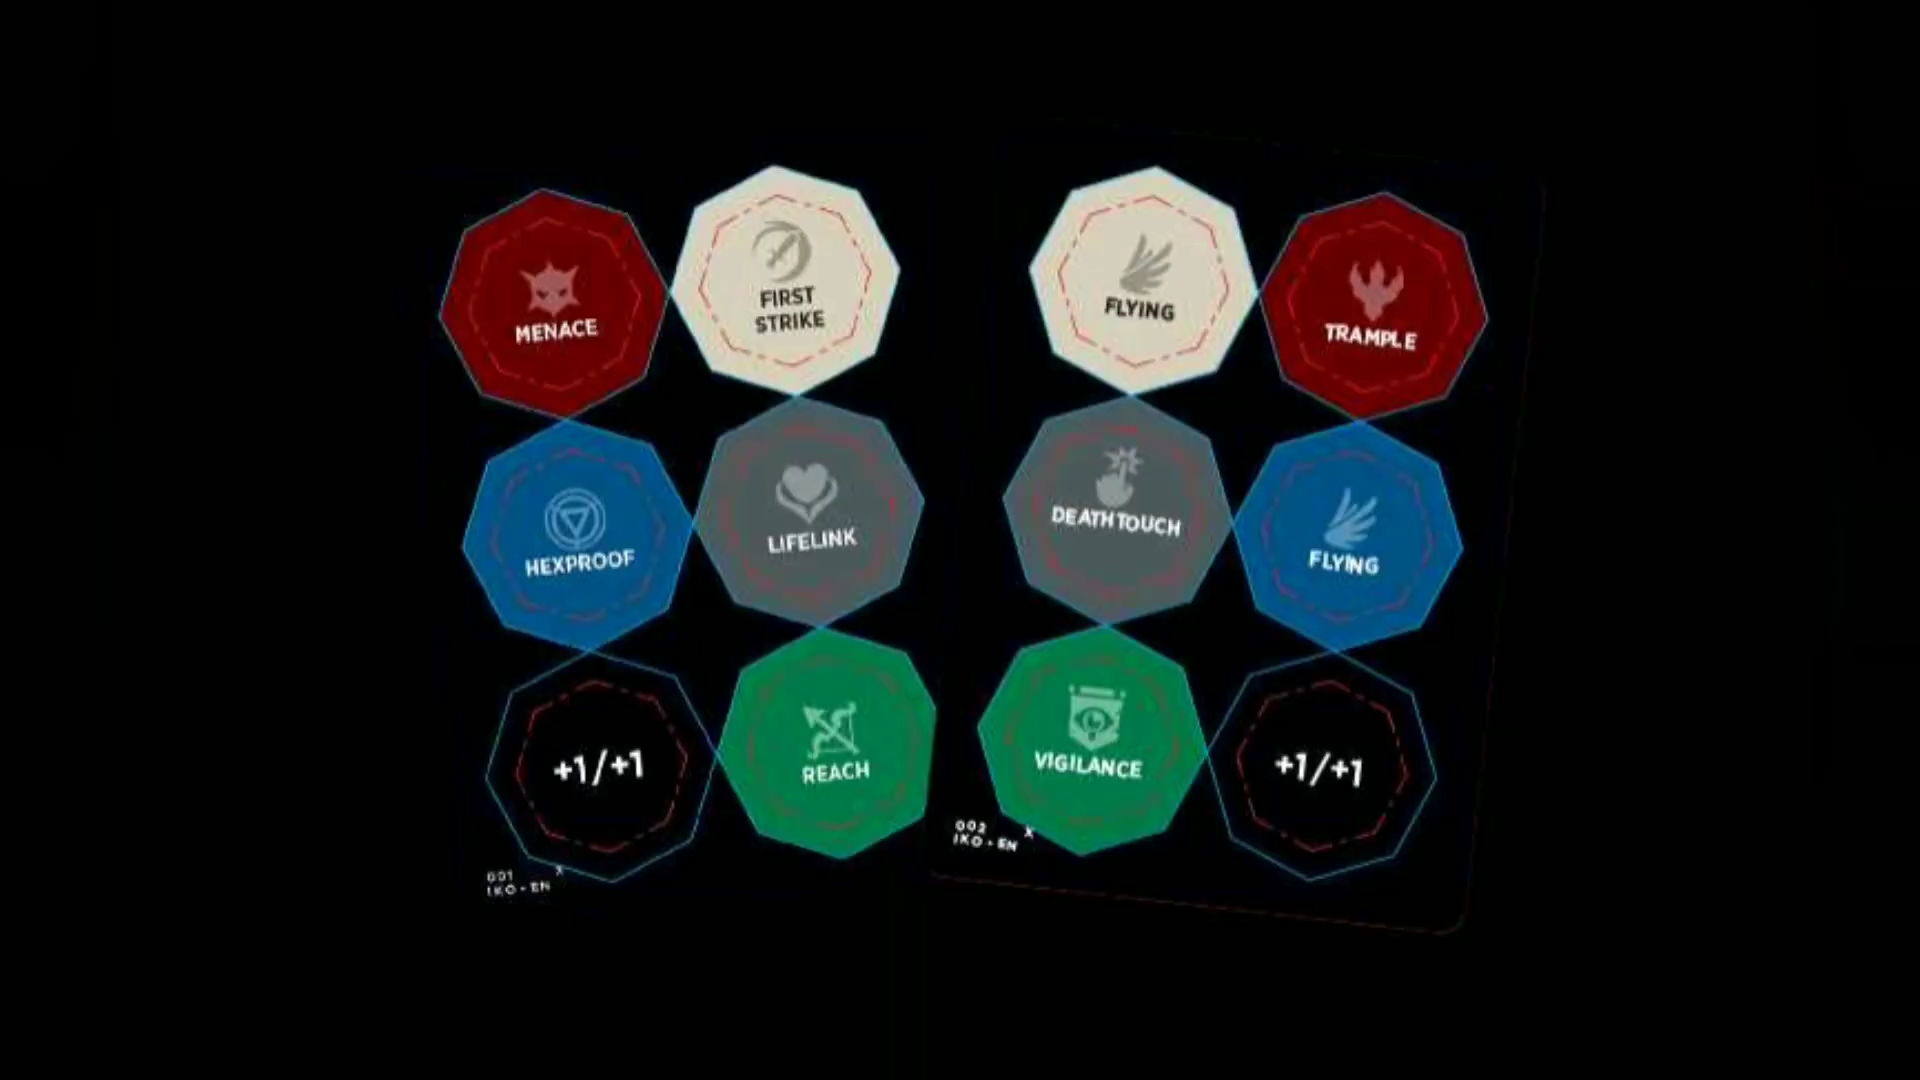 MENACE
FIRST
STRIKE
HEXPROOF
LIFELINK
+1/+1
REACH
001
IKO - EN
X
FLYING
TRAMPLE
DEATHTOUCH
FLYING
VIGILANCE
+1/+1
002
IKO - EN
X